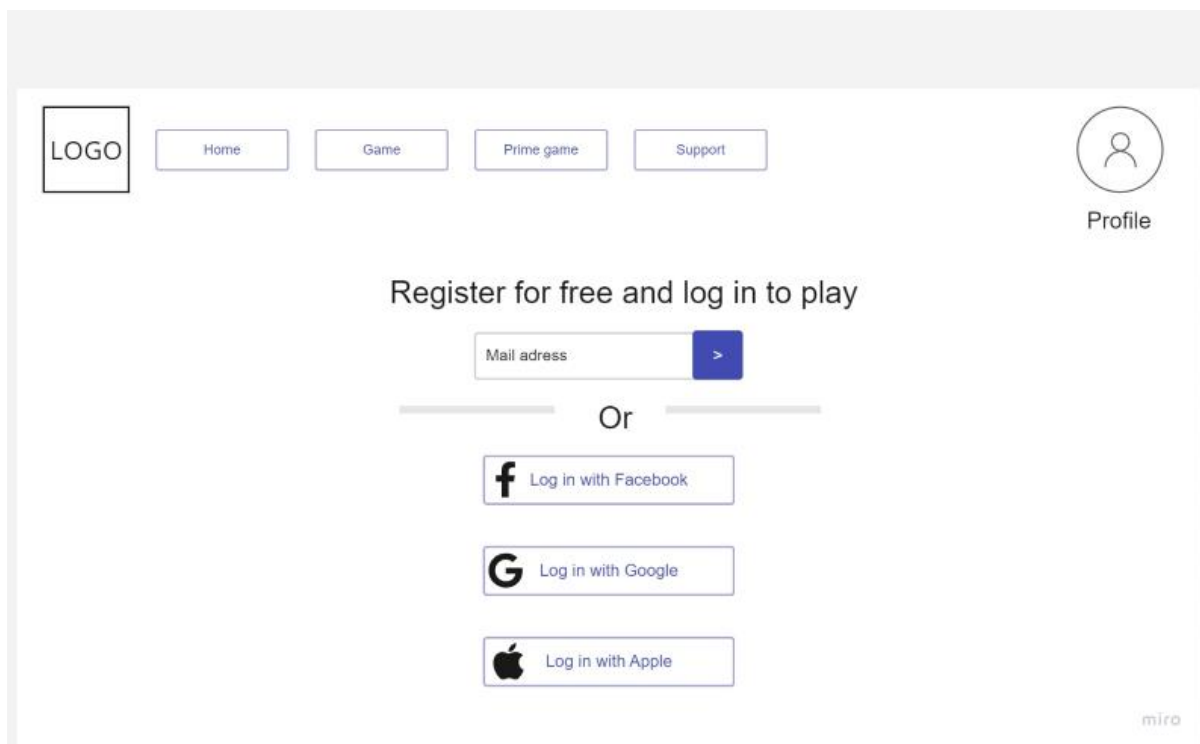 LOGO
Home
Game
Prime game
Support
Profile
Register for free and log in to play
Mail adress
>
Or
Log in with Facebook
Log in with Google
Log in with Apple
miro